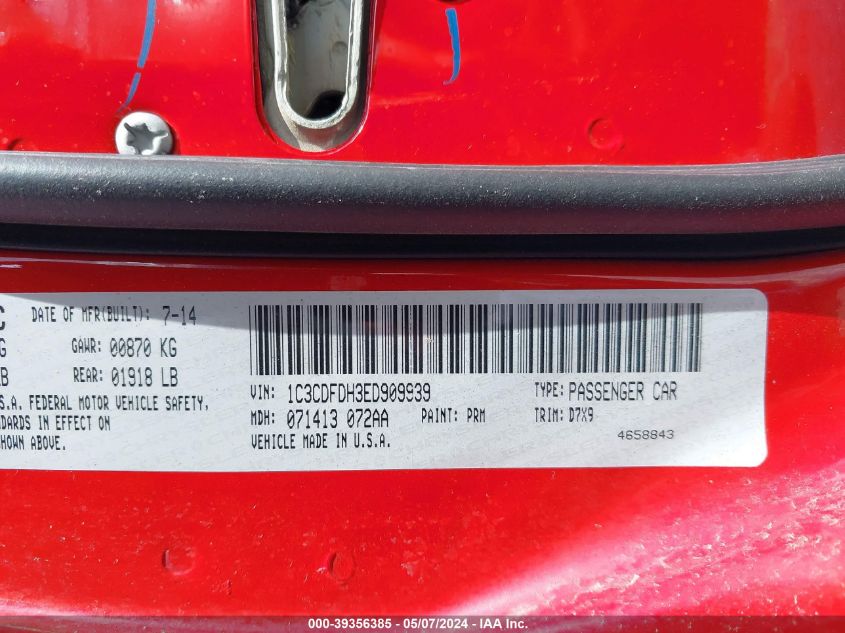 C DATE OF MFR(BUILT): 7-14
G GAWR: 00870 KG
LB REAR: 01918 LB
S.A. FEDERAL MOTOR VEHICLE SAFETY,
DARDS IN EFFECT ON
SHOWN ABOVE.
VIN: 1C3CDFDH3ED909939 TYPE: PASSENGER CAR
MDH: 071413 072AA PAINT: PRM TRIM: D7X9
VEHICLE MADE IN U.S.A. 4658843
000-39356385 - 05/07/2024 - IAA Inc.